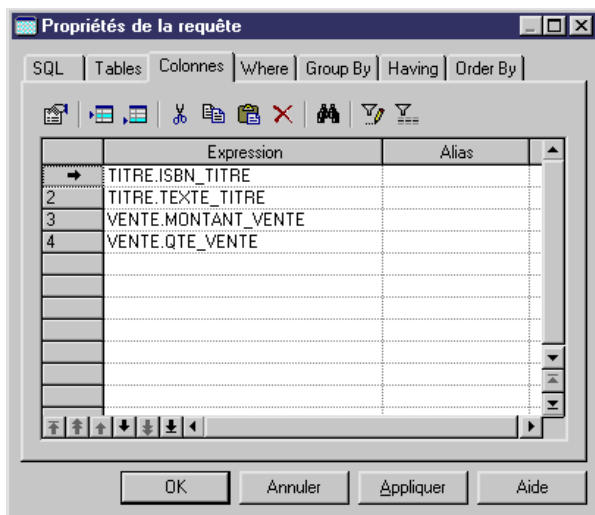 Propriétés de la requête
SQL Tables Colonnes Where Group By Having Order By
Expression Alias
TITRE.ISBN_TITRE
2 TITRE.TEXTE_TITRE
3 VENTE.MONTANT_VENTE
4 VENTE.QTE_VENTE
OK Annuler Appliquer Aide